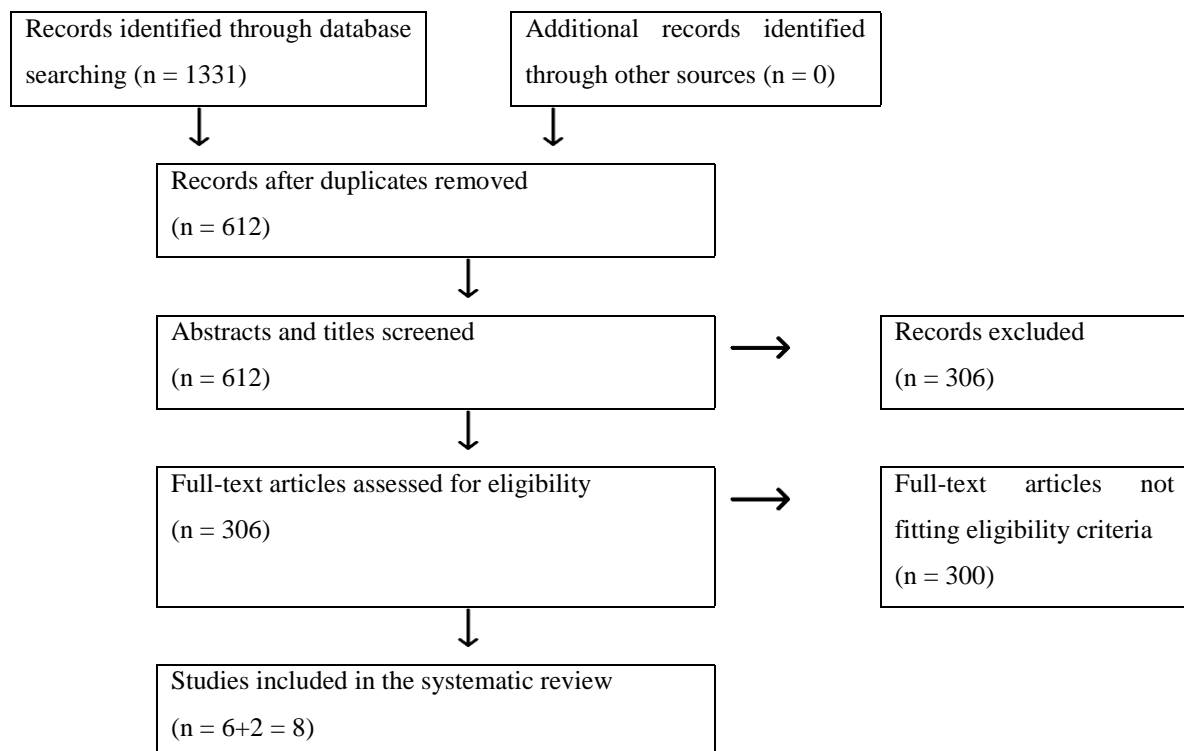 Records identified through database
searching (n = 1331)
Additional records identified
through other sources (n = 0)
Records after duplicates removed
(n = 612)
Abstracts and titles screened
(n = 612)
Records excluded
(n = 306)
Full-text articles assessed for eligibility
(n = 306)
Full-text articles not
fitting eligibility criteria
(n = 300)
Studies included in the systematic review
(n = 6+2 = 8)